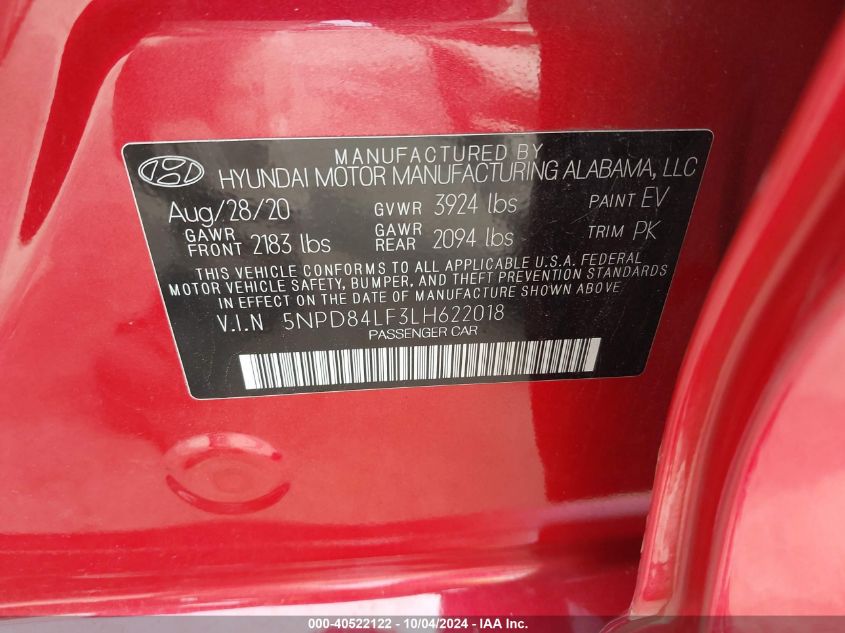 MANUFACTURED BY
HYUNDAI MOTOR MANUFACTURING ALABAMA, LLC
Aug/28/20 GVWR 3924 lbs PAINT EV
GAWR FRONT 2183 lbs GAWR REAR 2094 lbs TRIM PK
THIS VEHICLE CONFORMS TO ALL APPLICABLE U.S.A. FEDERAL
MOTOR VEHICLE SAFETY, BUMPER, AND THEFT PREVENTION STANDARDS
IN EFFECT ON THE DATE OF MANUFACTURE SHOWN ABOVE.
V.I.N 5NPD84LF3LH622018
PASSENGER CAR
000-40522122 - 10/04/2024 - IAA Inc.